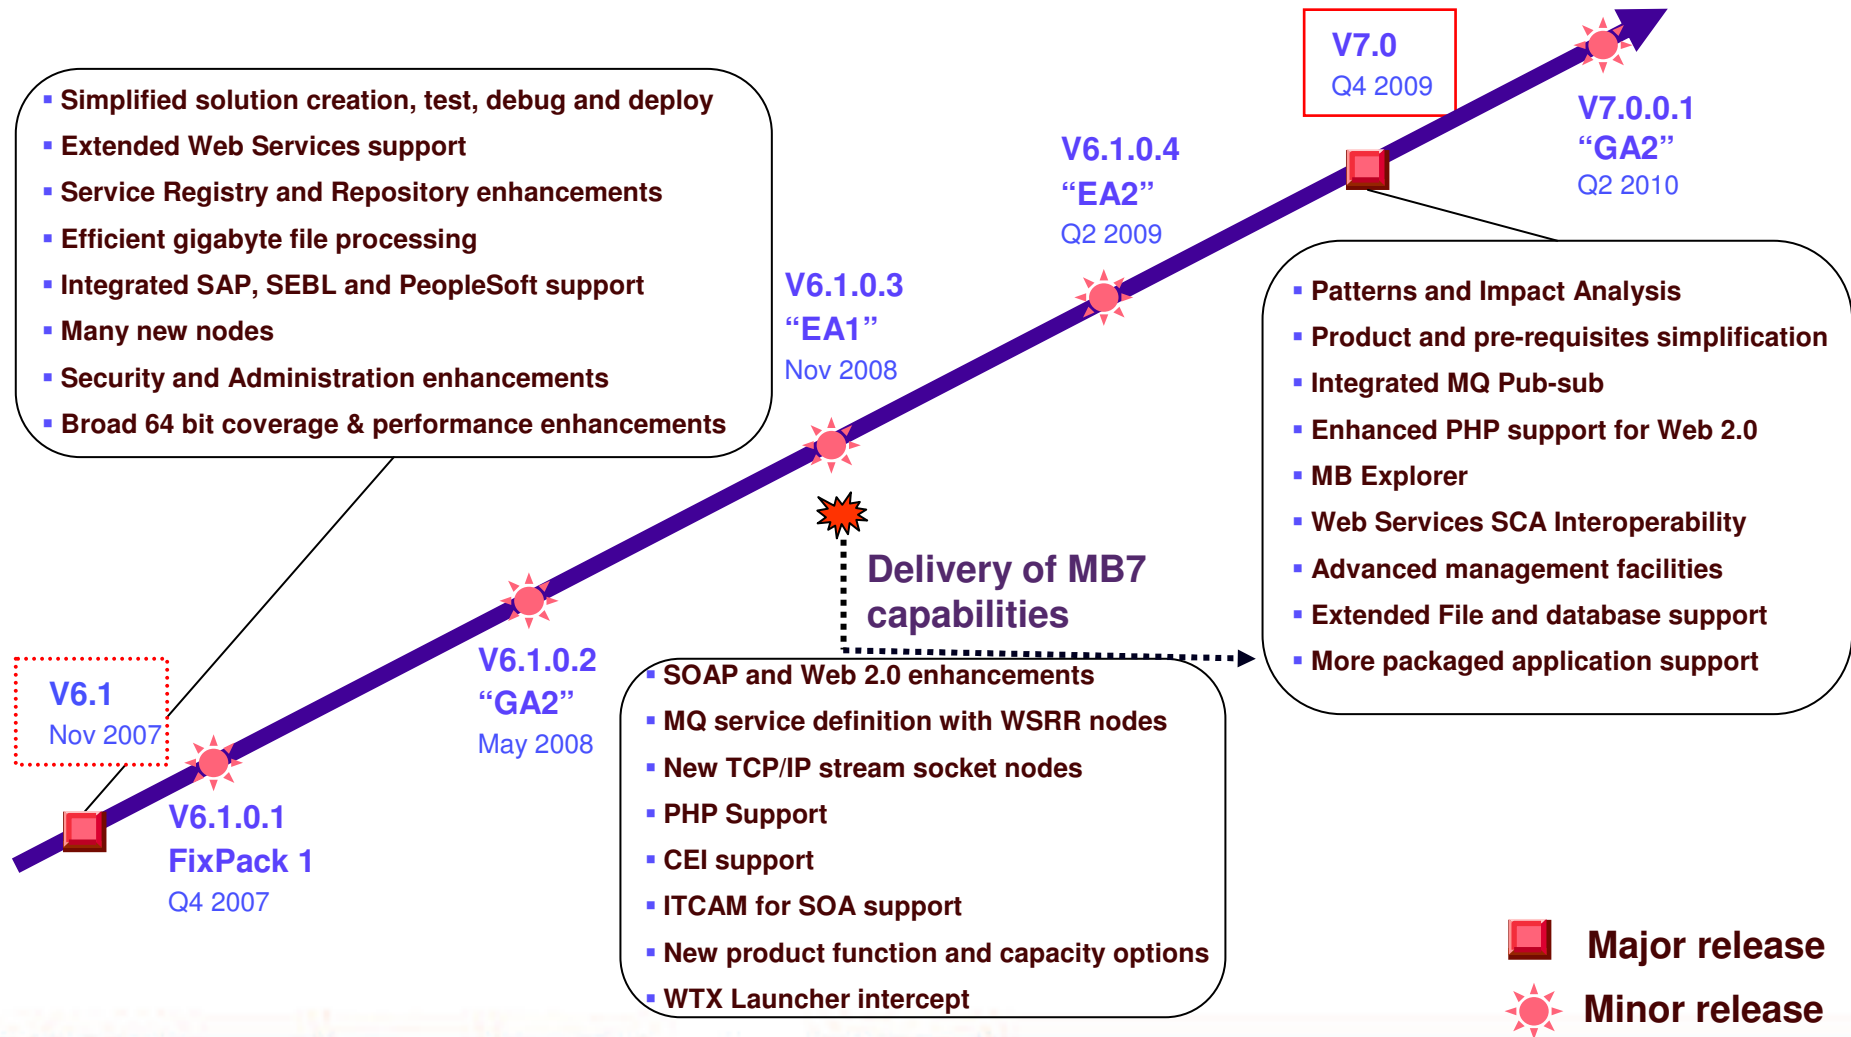 Simplified solution creation, test, debug and deploy
Extended Web Services support
Service Registry and Repository enhancements
Efficient gigabyte file processing
Integrated SAP, SEBL and PeopleSoft support
Many new nodes
Security and Administration enhancements
Broad 64 bit coverage & performance enhancements
V6.1
Nov 2007
V6.1.0.1
FixPack 1
Q4 2007
V6.1.0.2
“GA2”
May 2008
V6.1.0.3
“EA1”
Nov 2008
V6.1.0.4
“EA2”
Q2 2009
V7.0
Q4 2009
V7.0.0.1
“GA2”
Q2 2010
Delivery of MB7
capabilities
SOAP and Web 2.0 enhancements
MQ service definition with WSRR nodes
New TCP/IP stream socket nodes
PHP Support
CEI support
ITCAM for SOA support
New product function and capacity options
WTX Launcher intercept
Patterns and Impact Analysis
Product and pre-requisites simplification
Integrated MQ Pub-sub
Enhanced PHP support for Web 2.0
MB Explorer
Web Services SCA Interoperability
Advanced management facilities
Extended File and database support
More packaged application support
Major release
Minor release